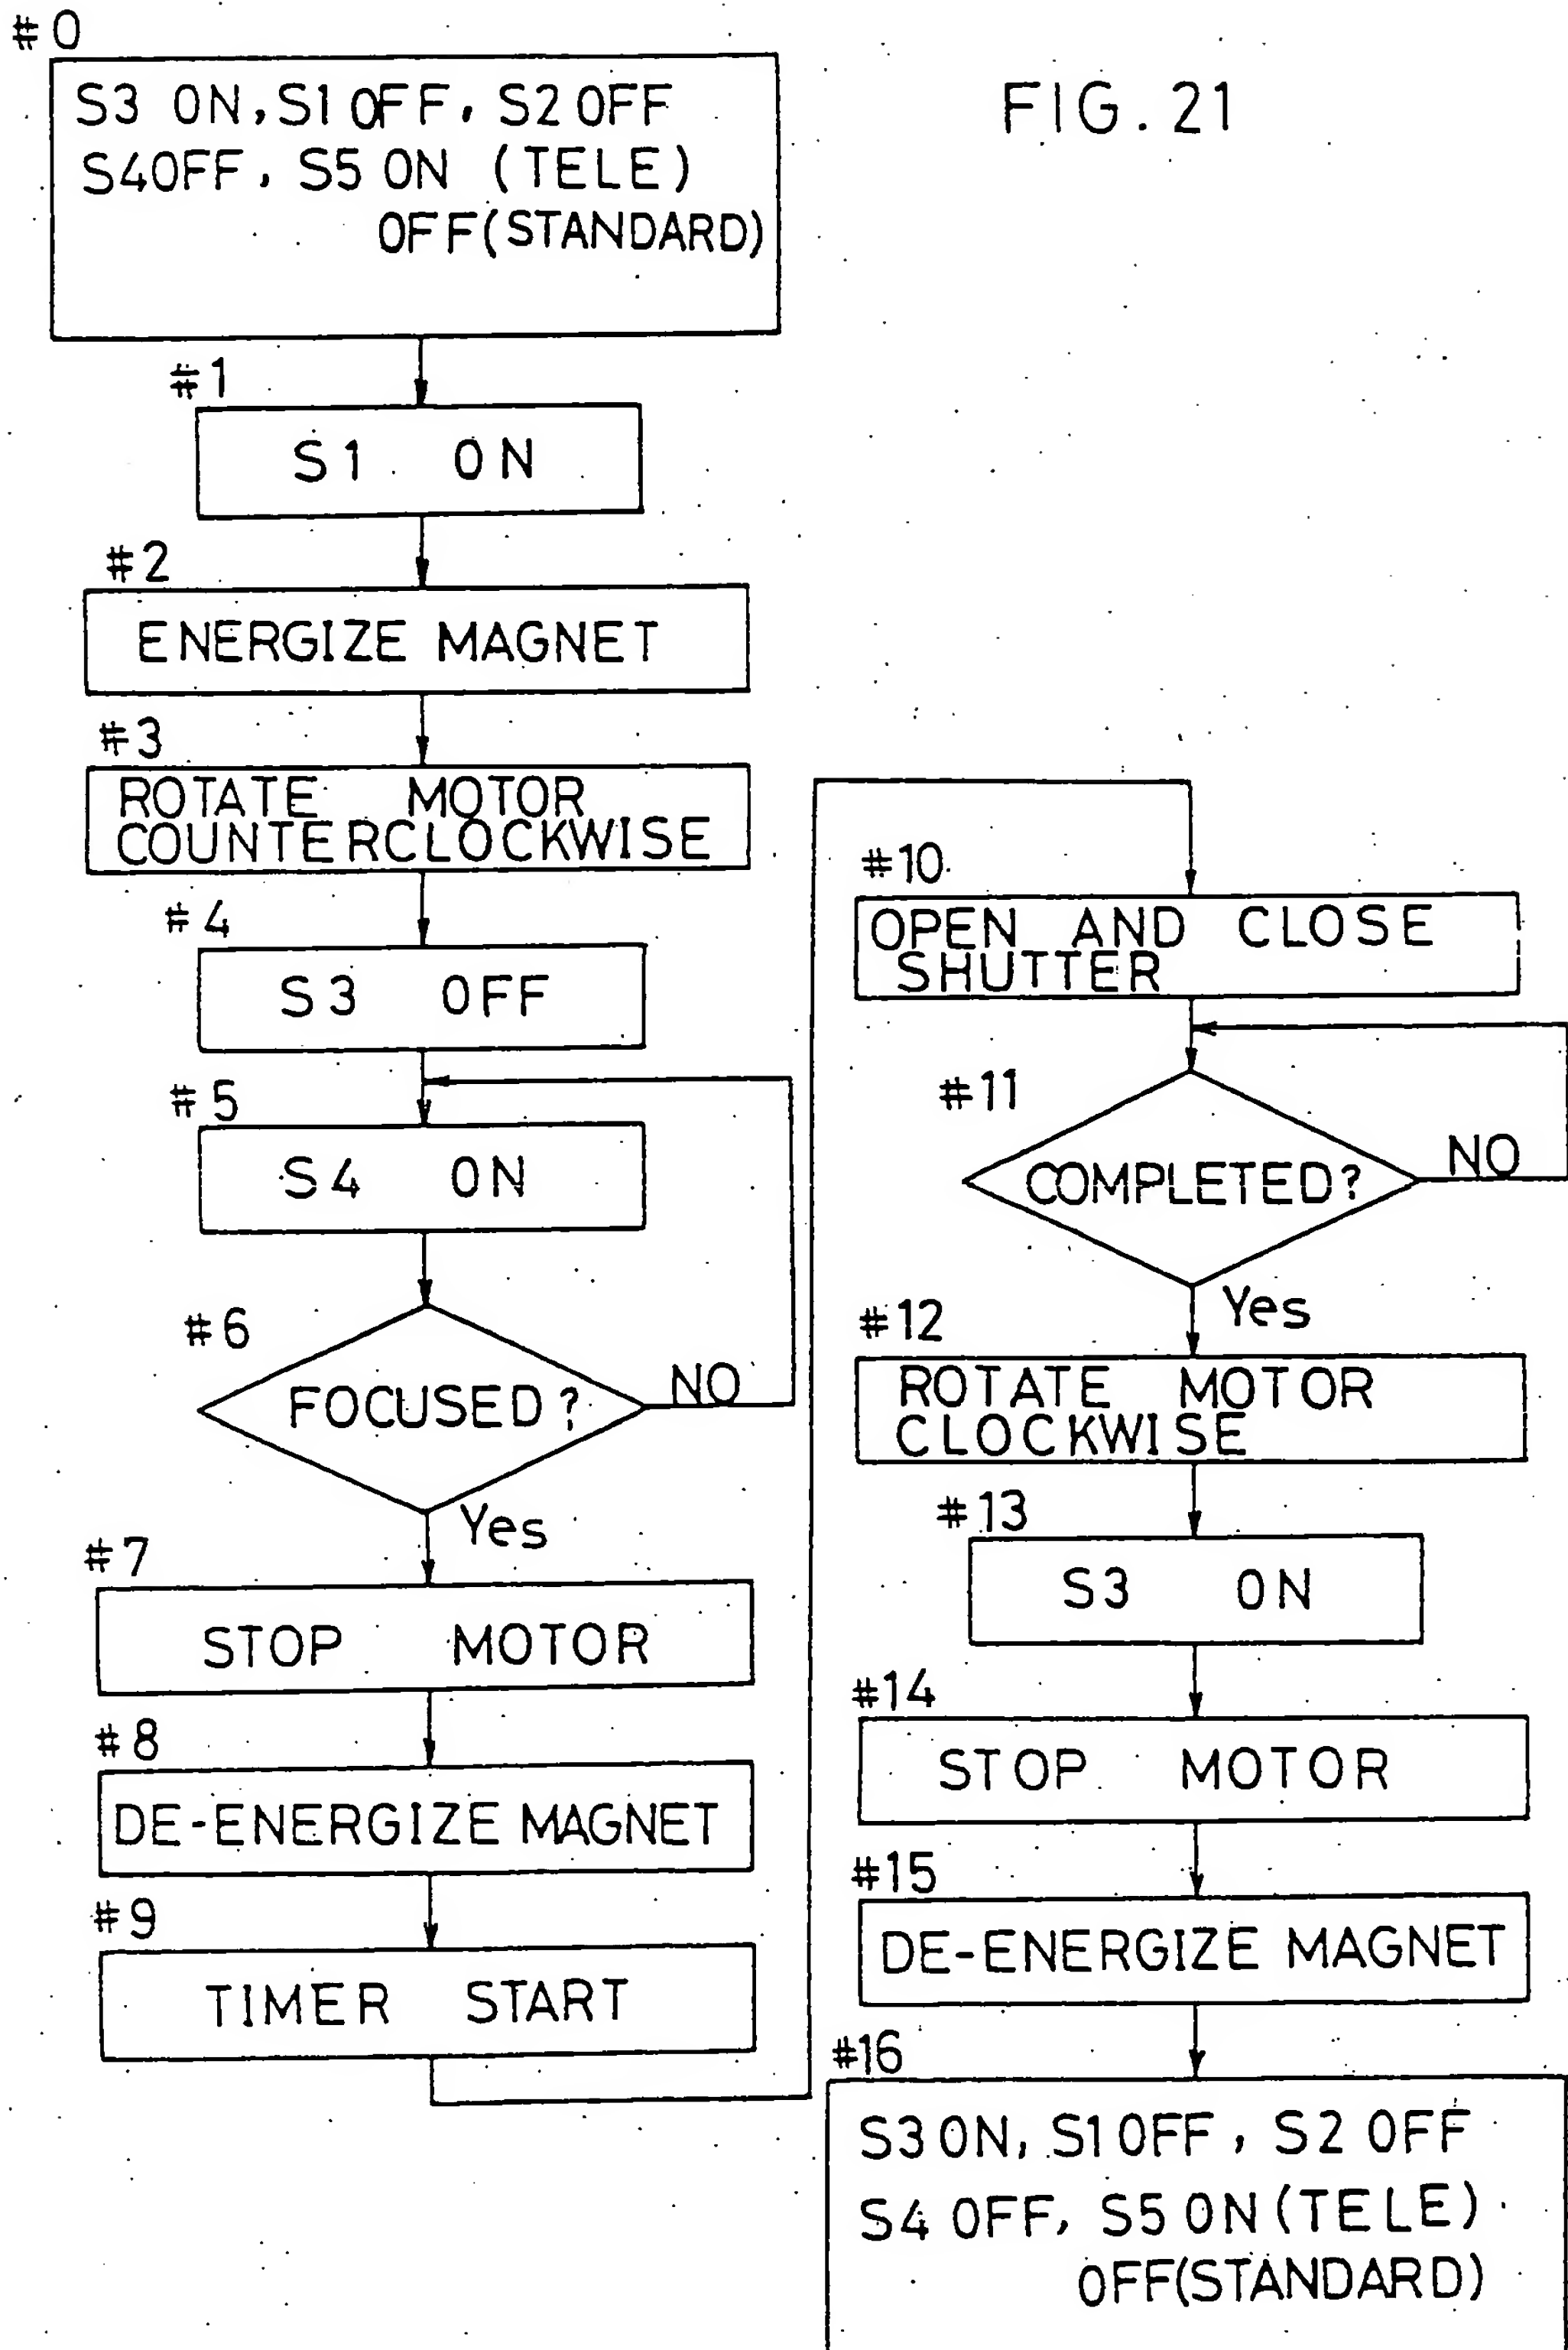 FIG. 21
#0
S3 ON, S1 OFF, S2 OFF
S4 OFF, S5 ON (TELE)
OFF (STANDARD)
#1
S1 ON
#2
ENERGIZE MAGNET
#3
ROTATE MOTOR
COUNTERCLOCKWISE
#4
S3 OFF
#5
S4 ON
#6
FOCUSED?
NO
Yes
#7
STOP MOTOR
#8
DE-ENERGIZE MAGNET
#9
TIMER START
#10
OPEN AND CLOSE
SHUTTER
#11
COMPLETED?
NO
Yes
#12
ROTATE MOTOR
CLOCKWISE
#13
S3 ON
#14
STOP MOTOR
#15
DE-ENERGIZE MAGNET
#16
S3 ON, S1 OFF, S2 OFF
S4 OFF, S5 ON (TELE)
OFF (STANDARD)